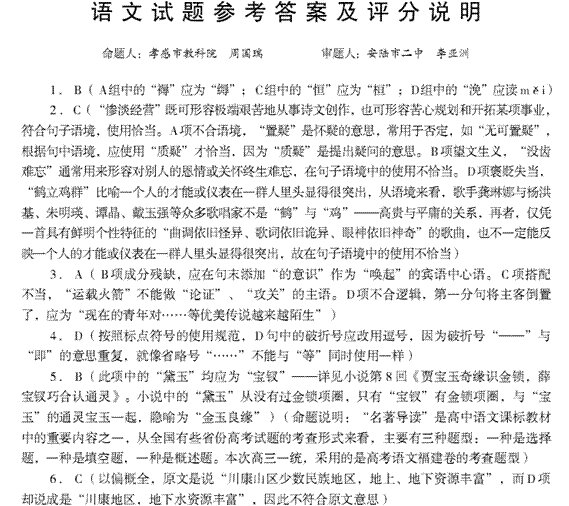 语文试题参考答案及评分说明
命题人：孝感市教科院　周国瑞　　审题人：安陆市二中　李亚洲
1．B（A组中的“褥”应为“缛”；C组中的“恒”应为“桓”；D组中的“浼”应读měi）
2．C（“惨淡经营”既可形容极端艰苦地从事诗文创作，也可形容苦心规划和开拓某项事业，
符合句子语境，使用恰当。A项不合语境，“置疑”是怀疑的意思，常用于否定，如“无可置疑”，
根据句中语境，应使用“质疑”才恰当，因为“质疑”是提出疑问的意思。B项望文生义，“没齿
难忘”通常用来形容对别人的恩情或关怀终生难忘，在句子语境中的使用不恰当。D项褒贬失当，
“鹤立鸡群”比喻一个人的才能或仪表在一群人里头显得很突出，从语境来看，歌手龚琳娜与杨洪
基、朱明瑛、谭晶、戴玉强等众多歌唱家不是“鹤”与“鸡”——高贵与平庸的关系，再者，仅凭
一首具有鲜明个性特征的“曲调依旧怪异、歌词依旧诡异、眼神依旧神奇”的歌曲，也不一定能反
映一个人的才能或仪表在一群人里头显得很突出，故在句子语境中的使用不恰当）
3．A（B项成分残缺，应在句末添加“的意识”作为“唤起”的宾语中心语。C项搭配
不当，“运载火箭”不能做“论证”、“攻关”的主语。D项不合逻辑，第一分句将主客倒置
了，应为“现在的青年对……等优美传说越来越陌生”）
4．D（按照标点符号的使用规范，D句中的破折号应改用逗号，因为破折号“——”与
“即”的意思重复，就像省略号“……”不能与“等”同时使用一样）
5．B（此项中的“黛玉”均应为“宝钗”——详见小说第8回《贾宝玉奇缘识金锁，薛
宝钗巧合认通灵》。小说中的“黛玉”从没有过金锁项圈，只有“宝钗”有金锁项圈，与“宝
玉”的通灵宝玉一起，隐喻为“金玉良缘”）（命题说明：“名著导读”是高中语文课标教材
中的重要内容之一，从全国有些省份高考试题的考查形式来看，主要有三种题型：一种是选择
题，一种是填空题，一种是概述题。本次高三一统，采用的是高考语文福建卷的考查题型）
6．C（以偏概全，原文是说“川康山区少数民族地区，地上、地下资源丰富”，而D项
却说成是“川康地区，地下水资源丰富”，因此不符合原文意思）